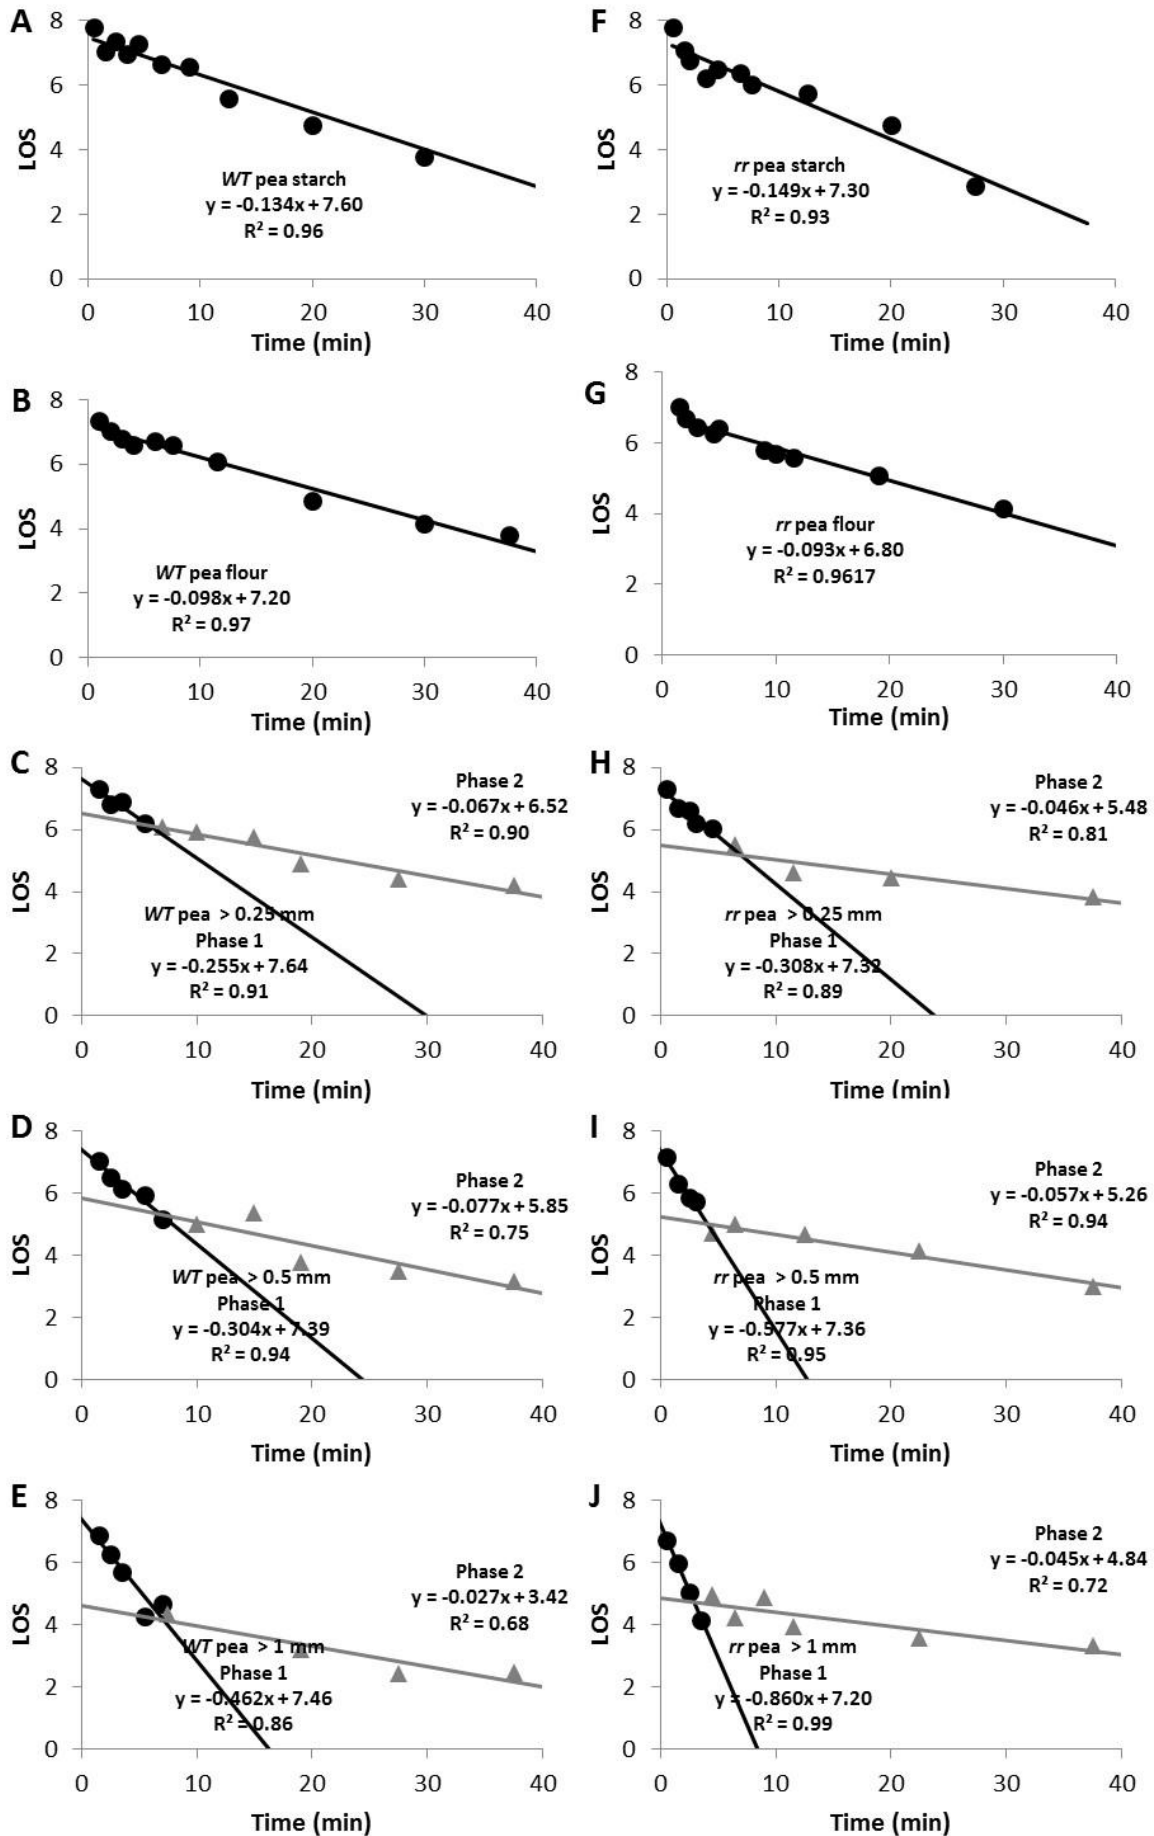 A
8
6
4
2
0
LOS
WT pea starch
y = -0.134x + 7.60
R² = 0.96
0 10 20 30 40
Time (min)
F
8
6
4
2
0
LOS
rr pea starch
y = -0.149x + 7.30
R² = 0.93
0 10 20 30 40
Time (min)
B
8
6
4
2
0
LOS
WT pea flour
y = -0.098x + 7.20
R² = 0.97
0 10 20 30 40
Time (min)
G
8
6
4
2
0
LOS
rr pea flour
y = -0.093x + 6.80
R² = 0.9617
0 10 20 30 40
Time (min)
C
8
6
4
2
0
LOS
Phase 2
y = -0.067x + 6.52
R² = 0.90
WT pea > 0.25 mm
Phase 1
y = -0.255x + 7.64
R² = 0.91
0 10 20 30 40
Time (min)
H
8
6
4
2
0
LOS
Phase 2
y = -0.046x + 5.48
R² = 0.81
rr pea > 0.25 mm
Phase 1
y = -0.308x + 7.32
R² = 0.89
0 10 20 30 40
Time (min)
D
8
6
4
2
0
LOS
Phase 2
y = -0.077x + 5.85
R² = 0.75
WT pea > 0.5 mm
Phase 1
y = -0.304x + 7.39
R² = 0.94
0 10 20 30 40
Time (min)
I
8
6
4
2
0
LOS
Phase 2
y = -0.057x + 5.26
R² = 0.94
rr pea > 0.5 mm
Phase 1
y = -0.577x + 7.36
R² = 0.95
0 10 20 30 40
Time (min)
E
8
6
4
2
0
LOS
Phase 2
y = -0.027x + 3.42
R² = 0.68
WT pea > 1 mm
Phase 1
y = -0.462x + 7.46
R² = 0.86
0 10 20 30 40
Time (min)
J
8
6
4
2
0
LOS
Phase 2
y = -0.045x + 4.84
R² = 0.72
rr pea > 1 mm
Phase 1
y = -0.860x + 7.20
R² = 0.99
0 10 20 30 40
Time (min)